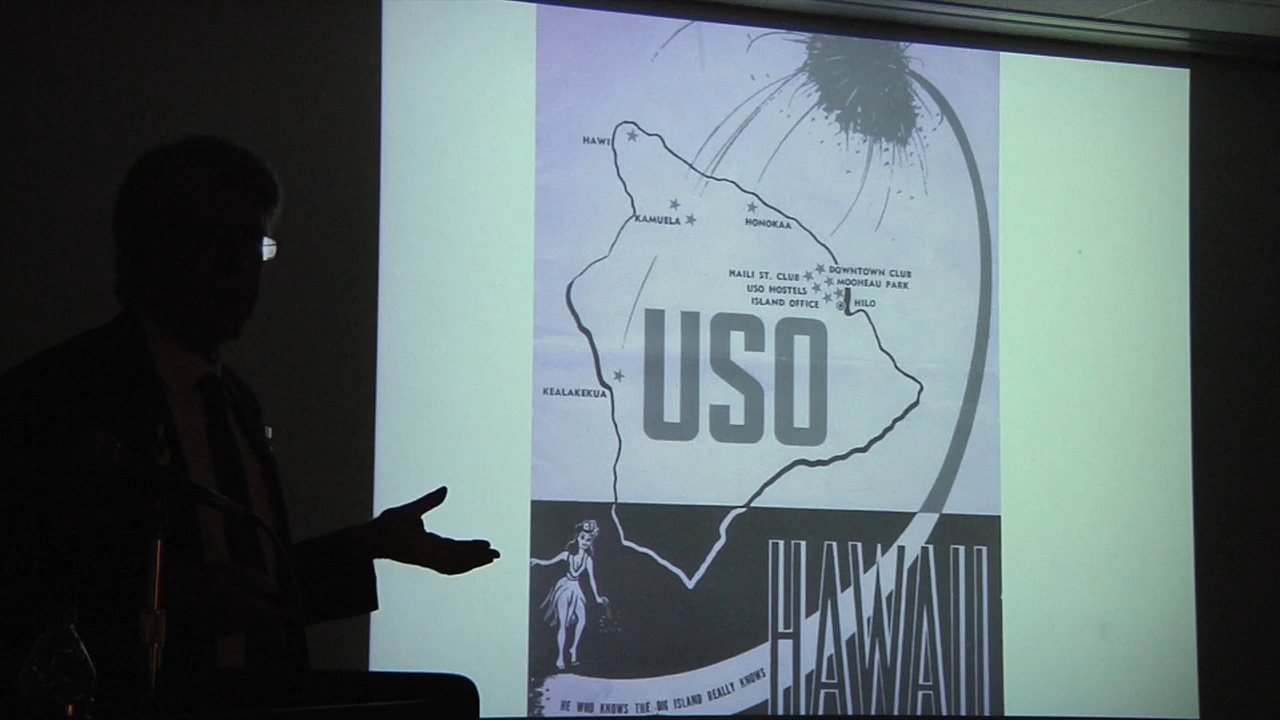 HAWI
KAMUELA
HONOKAA
HAILI ST. CLUB
DOWNTOWN CLUB
MOOHEAU PARK
USO HOSTELS
ISLAND OFFICE
HILO
USO
KEALAKEKUA
HAWAII
HE WHO KNOWS THE BIG ISLAND REALLY KNOWS